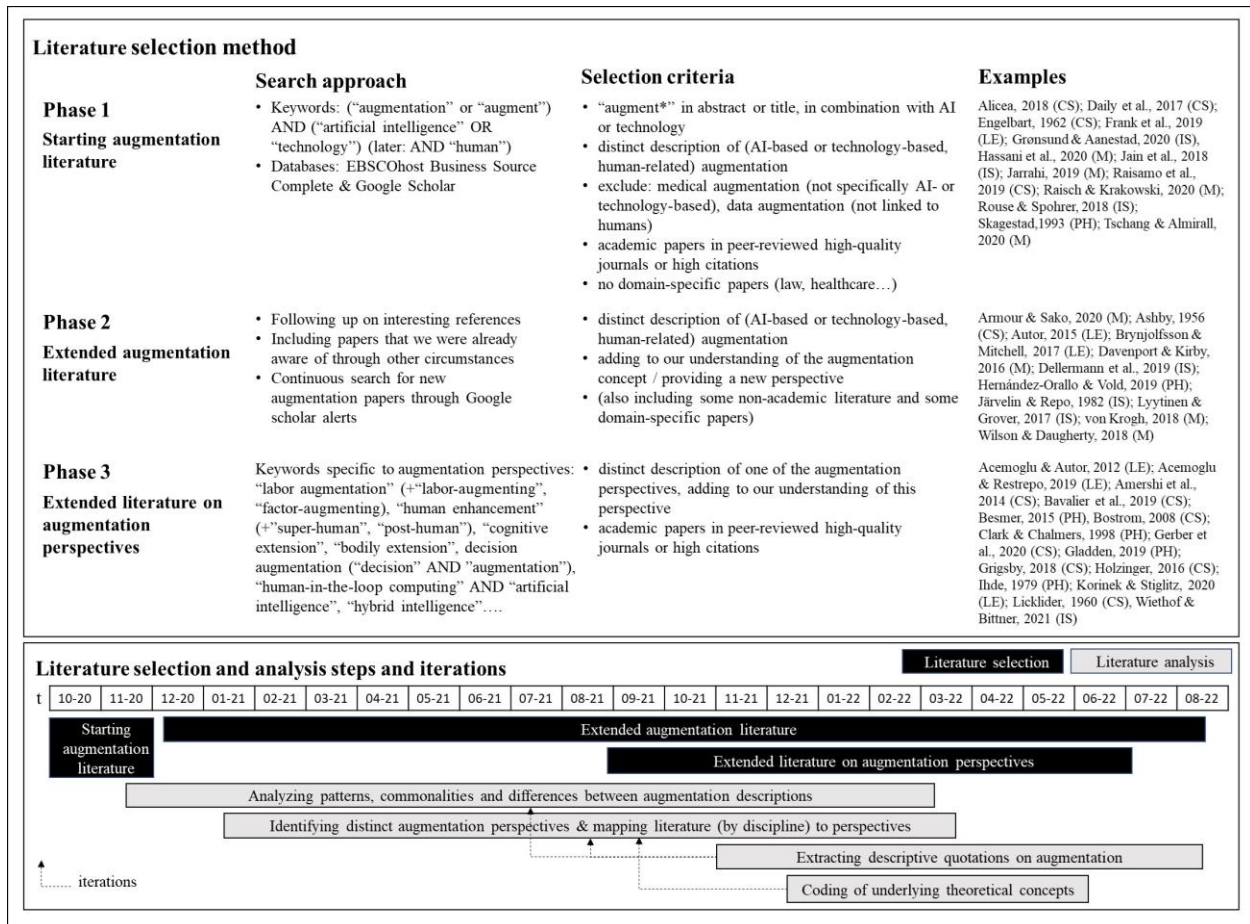 Literature selection method
Search approach
Selection criteria
Examples
Phase 1
Starting augmentation
literature
• Keywords: (“augmentation” or “augment”)
AND (“artificial intelligence” OR
“technology”) (later: AND “human”)
• Databases: EBSCOhost Business Source
Complete & Google Scholar
• “augment*” in abstract or title, in combination with AI
or technology
• distinct description of (AI-based or technology-based,
human-related) augmentation
• exclude: medical augmentation (not specifically AI- or
technology-based), data augmentation (not linked to
humans)
• academic papers in peer-reviewed high-quality
journals or high citations
• no domain-specific papers (law, healthcare…)
Alicea, 2018 (CS); Daily et al., 2017 (CS);
Engelbart, 1962 (CS); Frank et al., 2019
(LE); Grønsund & Aanestad, 2020 (IS),
Hassani et al., 2020 (M); Jain et al., 2018
(IS); Jarrahi, 2019 (M); Raisamo et al.,
2019 (CS); Raisch & Krakowski, 2020 (M);
Rouse & Spohrer, 2018 (IS);
Skagestad,1993 (PH); Tschang & Almirall,
2020 (M)
Phase 2
Extended augmentation
literature
• Following up on interesting references
• Including papers that we were already
aware of through other circumstances
• Continuous search for new
augmentation papers through Google
scholar alerts
• distinct description of (AI-based or technology-based,
human-related) augmentation
• adding to our understanding of the augmentation
concept / providing a new perspective
• (also including some non-academic literature and some
domain-specific papers)
Armour & Sako, 2020 (M); Ashby, 1956
(CS); Autor, 2015 (LE); Brynjolfsson &
Mitchell, 2017 (LE); Davenport & Kirby,
2016 (M); Dellermann et al., 2019 (IS);
Hernández-Orallo & Vold, 2019 (PH);
Järvelin & Repo, 1982 (IS); Lyytinen &
Grover, 2017 (IS); von Krogh, 2018 (M);
Wilson & Daugherty, 2018 (M)
Phase 3
Extended literature on
augmentation
perspectives
Keywords specific to augmentation perspectives:
“labor augmentation” (+“labor-augmenting”,
“factor-augmenting), “human enhancement”
(+”super-human”, “post-human”), “cognitive
extension”, “bodily extension”, decision
augmentation (“decision” AND ”augmentation”),
“human-in-the-loop computing” AND “artificial
intelligence”, “hybrid intelligence”….
• distinct description of one of the augmentation
perspectives, adding to our understanding of this
perspective
• academic papers in peer-reviewed high-quality
journals or high citations
Acemoglu & Autor, 2012 (LE); Acemoglu
& Restrepo, 2019 (LE); Amershi et al.,
2014 (CS); Bavalier et al., 2019 (CS);
Besmer, 2015 (PH), Bostrom, 2008 (CS);
Clark & Chalmers, 1998 (PH); Gerber et
al., 2020 (CS); Gladden, 2019 (PH);
Grigsby, 2018 (CS); Holzinger, 2016 (CS);
Ihde, 1979 (PH); Korinek & Stiglitz, 2020
(LE); Licklider, 1960 (CS), Wiethof &
Bittner, 2021 (IS)
Literature selection and analysis steps and iterations
Literature selection
Literature analysis
t 10-20 11-20 12-20 01-21 02-21 03-21 04-21 05-21 06-21 07-21 08-21 09-21 10-21 11-21 12-21 01-22 02-22 03-22 04-22 05-22 06-22 07-22 08-22
Starting
augmentation
literature
Extended augmentation literature
Extended literature on augmentation perspectives
Analyzing patterns, commonalities and differences between augmentation descriptions
Identifying distinct augmentation perspectives & mapping literature (by discipline) to perspectives
Extracting descriptive quotations on augmentation
Coding of underlying theoretical concepts
iterations